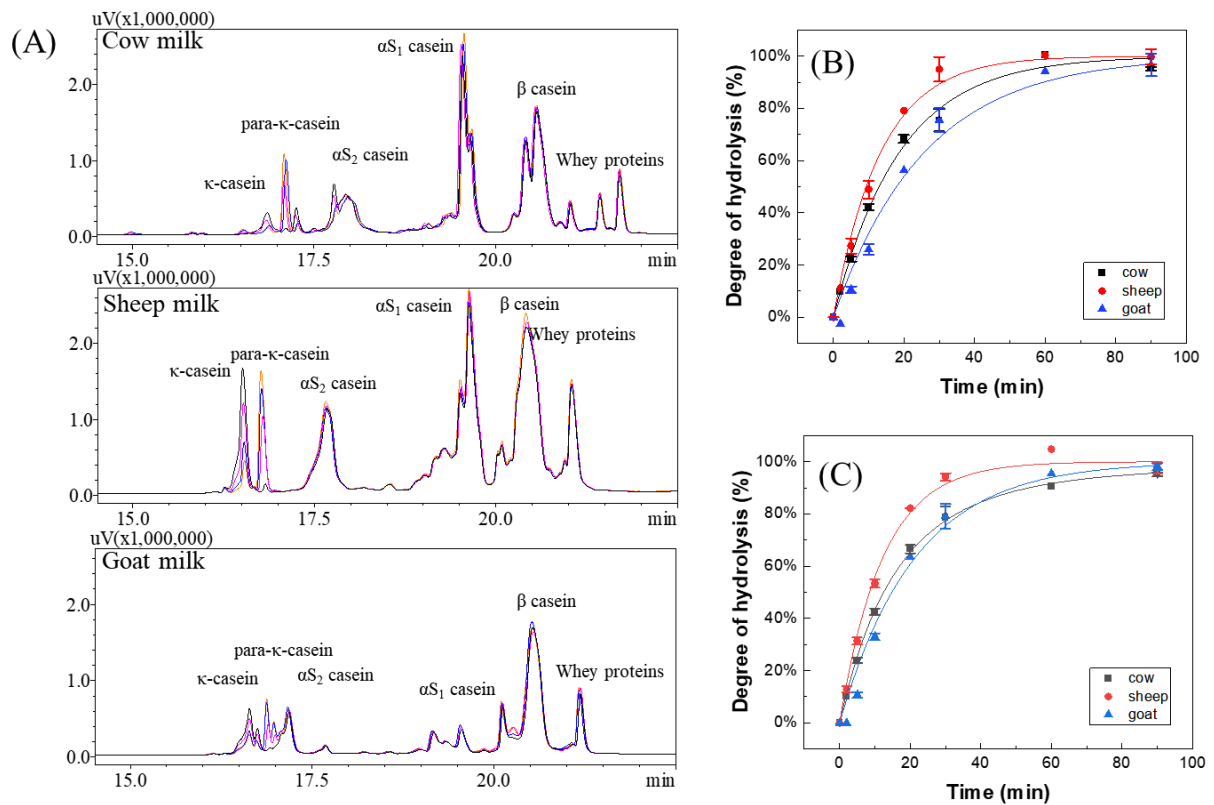 (A)
uV(x1,000,000)
Cow milk
αS₁ casein
β casein
para-κ-casein
αS₂ casein
κ-casein
Whey proteins
2.0
1.0
0.0
15.0 17.5 20.0 min
uV(x1,000,000)
Sheep milk
αS₁ casein
β casein
Whey proteins
para-κ-casein
κ-casein
αS₂ casein
2.0
1.0
0.0
15.0 17.5 20.0 min
uV(x1,000,000)
Goat milk
β casein
para-κ-casein
κ-casein
αS₂ casein
αS₁ casein
Whey proteins
2.0
1.0
0.0
15.0 17.5 20.0 min
(B)
Degree of hydrolysis (%)
100%
80%
60%
40%
20%
0%
cow
sheep
goat
0 20 40 60 80 100
Time (min)
(C)
Degree of hydrolysis (%)
100%
80%
60%
40%
20%
0%
cow
sheep
goat
0 20 40 60 80 100
Time (min)